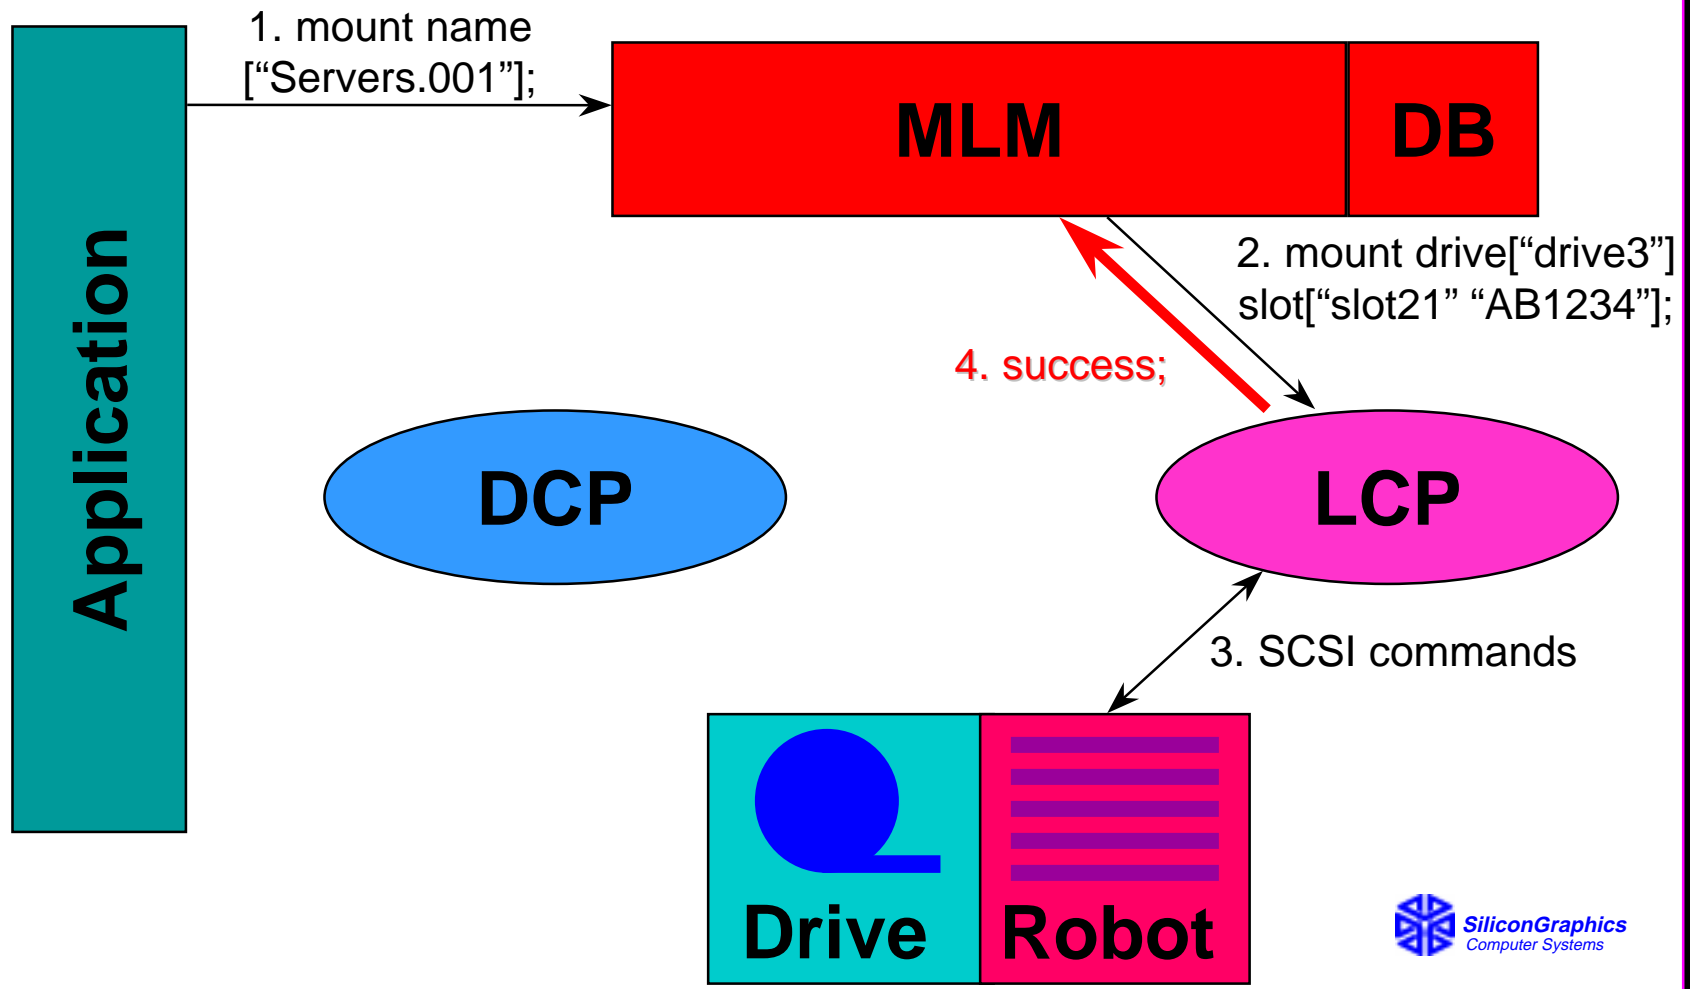 1. mount name
[“Servers.001”];
MLM
DB
Application
2. mount drive[“drive3”]
slot[“slot21” “AB1234”];
4. success;
DCP
LCP
3. SCSI commands
Drive
Robot
SiliconGraphics
Computer Systems